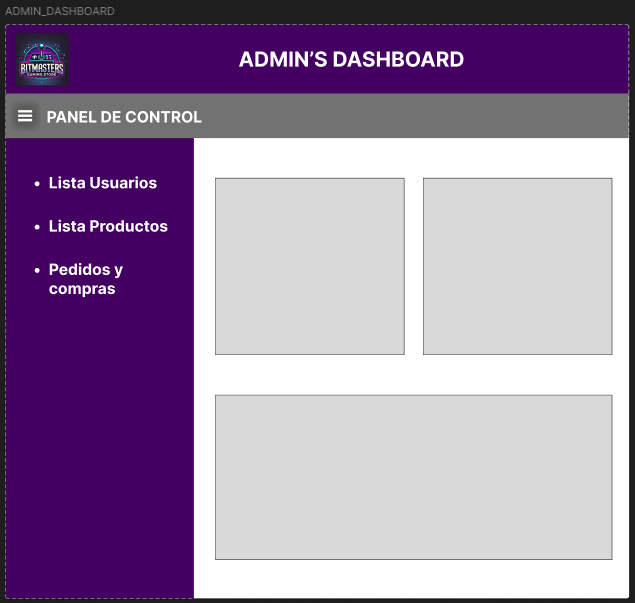 ADMIN_DASHBOARD
BITMASTERS
GAMING STORE
ADMIN’S DASHBOARD
PANEL DE CONTROL
• Lista Usuarios
• Lista Productos
• Pedidos y
compras